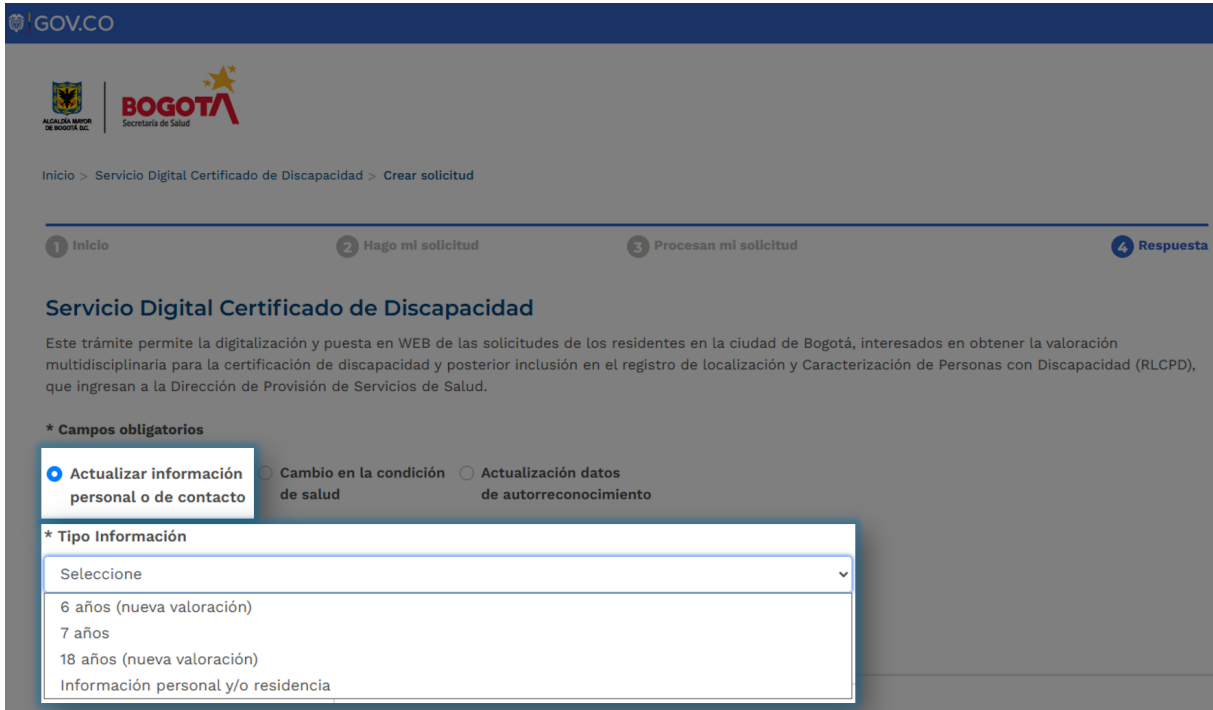 GOV.CO
ALCALDÍA MAYOR
DE BOGOTÁ D.C.
BOGOTÁ
Secretaría de Salud
Inicio > Servicio Digital Certificado de Discapacidad > Crear solicitud
1 Inicio
2 Hago mi solicitud
3 Procesan mi solicitud
4 Respuesta
Servicio Digital Certificado de Discapacidad
Este trámite permite la digitalización y puesta en WEB de las solicitudes de los residentes en la ciudad de Bogotá, interesados en obtener la valoración
multidisciplinaria para la certificación de discapacidad y posterior inclusión en el registro de localización y Caracterización de Personas con Discapacidad (RLCPD),
que ingresan a la Dirección de Provisión de Servicios de Salud.
* Campos obligatorios
Actualizar información
personal o de contacto
Cambio en la condición
de salud
Actualización datos
de autorreconocimiento
* Tipo Información
Seleccione
6 años (nueva valoración)
7 años
18 años (nueva valoración)
Información personal y/o residencia